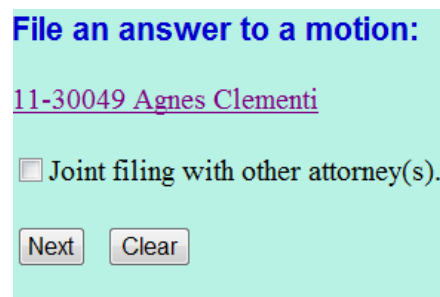 File an answer to a motion:
11-30049 Agnes Clementi
Joint filing with other attorney(s).
Next Clear